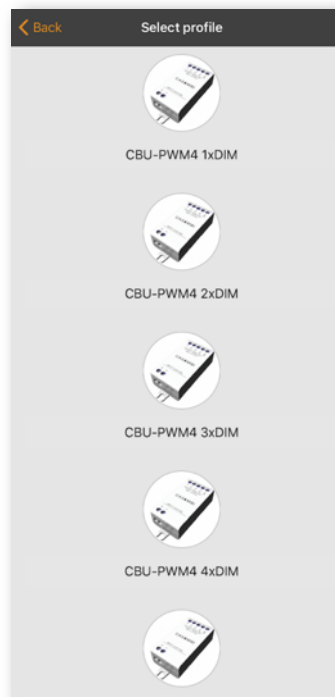 Back
Select profile
CBU-PWM4 1xDIM
CBU-PWM4 2xDIM
CBU-PWM4 3xDIM
CBU-PWM4 4xDIM